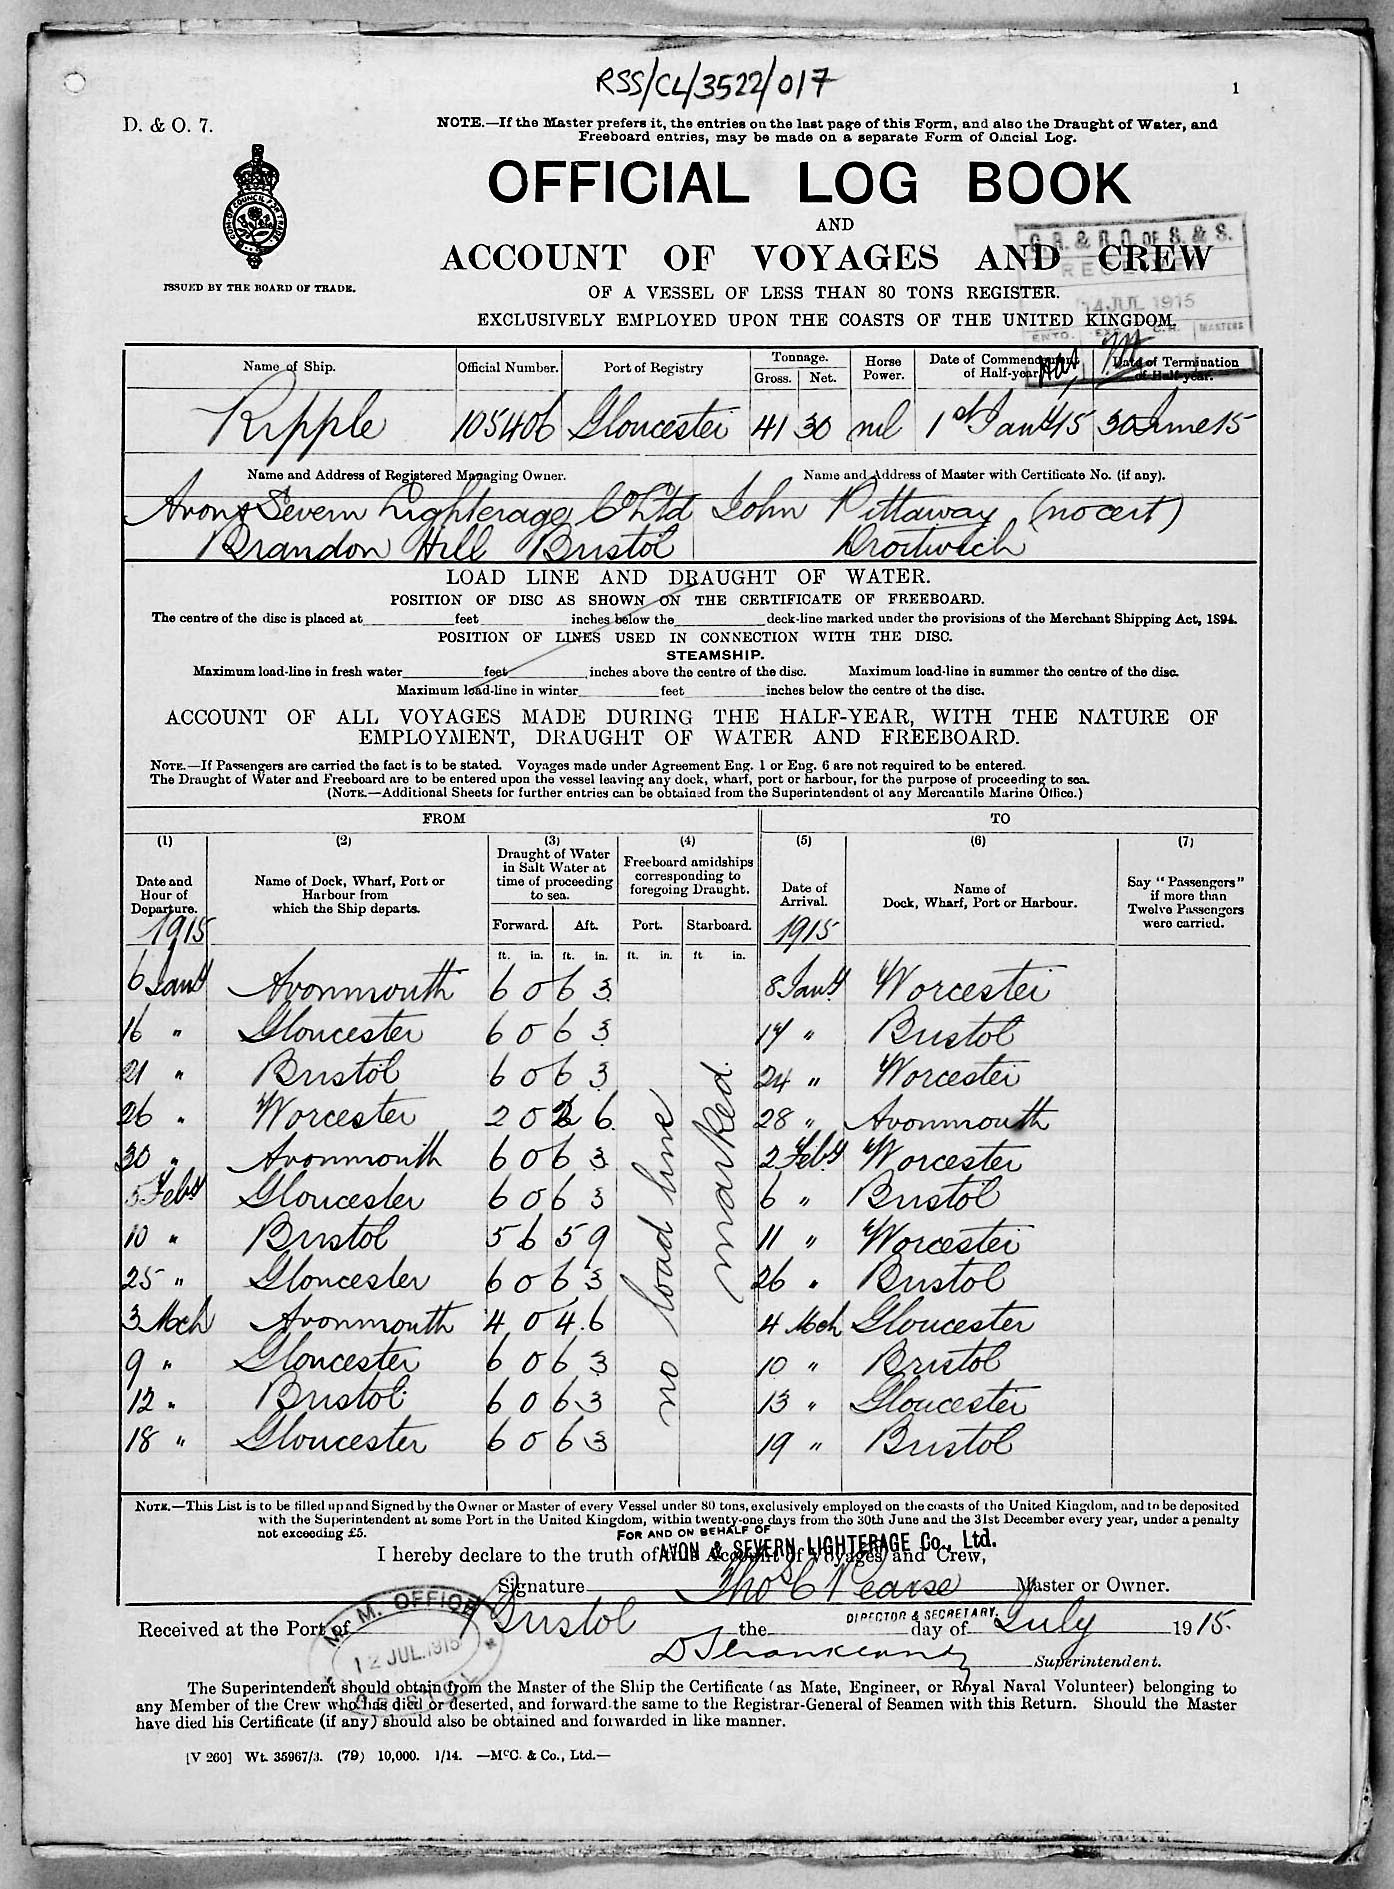 RSS/CL/3522/017
1
D. & O. 7.
NOTE.—If the Master prefers it, the entries on the last page of this Form, and also the Draught of Water, and
Freeboard entries, may be made on a separate Form of Official Log.
OFFICIAL LOG BOOK
AND
ACCOUNT OF VOYAGES AND CREW
OF A VESSEL OF LESS THAN 80 TONS REGISTER.
EXCLUSIVELY EMPLOYED UPON THE COASTS OF THE UNITED KINGDOM.
ISSUED BY THE BOARD OF TRADE.
G. R. & R. O. OF S. & S.
RECEIVED
14 JUL 1915
ENTD. EXD. C.R. MASTERS
Name of Ship. Official Number. Port of Registry Tonnage. Gross. Net. Horse Power. Date of Commencement of Half-year. Date of Termination of Half-year.
Ripple 105406 Gloucester 41 30 nil 1st Jany 15 30 June 15
Name and Address of Registered Managing Owner. Name and Address of Master with Certificate No. (if any).
Avon & Severn Lighterage Co Ltd John Pittaway (no cert)
Brandon Hill Bristol Droitwich
LOAD LINE AND DRAUGHT OF WATER.
POSITION OF DISC AS SHOWN ON THE CERTIFICATE OF FREEBOARD.
The centre of the disc is placed at feet inches below the deck-line marked under the provisions of the Merchant Shipping Act, 1894.
POSITION OF LINES USED IN CONNECTION WITH THE DISC.
STEAMSHIP.
Maximum load-line in fresh water feet inches above the centre of the disc. Maximum load-line in summer the centre of the disc.
Maximum load-line in winter feet inches below the centre of the disc.
ACCOUNT OF ALL VOYAGES MADE DURING THE HALF-YEAR, WITH THE NATURE OF
EMPLOYMENT, DRAUGHT OF WATER AND FREEBOARD.
NOTE.—If Passengers are carried the fact is to be stated. Voyages made under Agreement Eng. 1 or Eng. 6 are not required to be entered.
The Draught of Water and Freeboard are to be entered upon the vessel leaving any dock, wharf, port or harbour, for the purpose of proceeding to sea.
(NOTE.—Additional Sheets for further entries can be obtained from the Superintendent of any Mercantile Marine Office.)
FROM TO
(1) (2) (3) (4) (5) (6) (7)
Date and Hour of Departure. Name of Dock, Wharf, Port or Harbour from which the Ship departs. Draught of Water in Salt Water at time of proceeding to sea. Freeboard amidships corresponding to foregoing Draught. Date of Arrival. Name of Dock, Wharf, Port or Harbour. Say "Passengers" if more than Twelve Passengers were carried.
1915 Forward. Aft. Port. Starboard. 1915
ft. in. ft. in. ft. in. ft in.
6 Jany Avonmouth 6 0 6 3 8 Jany Worcester
16 " Gloucester 6 0 6 3 17 " Bristol
21 " Bristol 6 0 6 3 24 " Worcester
26 " Worcester 2 0 2 6 28 " Avonmouth
30 " Avonmouth 6 0 6 3 2 Feby Worcester
5 Feby Gloucester 6 0 6 3 6 " Bristol
10 " Bristol 5 6 5 9 11 " Worcester
25 " Gloucester 6 0 6 3 26 " Bristol
3 Mch Avonmouth 4 0 4 6 4 Mch Gloucester
9 " Gloucester 6 0 6 3 10 " Bristol
12 " Bristol 6 0 6 3 13 " Gloucester
18 " Gloucester 6 0 6 3 19 " Bristol
no load line
marked
NOTE.—This List is to be filled up and Signed by the Owner or Master of every Vessel under 80 tons, exclusively employed on the coasts of the United Kingdom, and to be deposited
with the Superintendent at some Port in the United Kingdom, within twenty-one days from the 30th June and the 31st December every year, under a penalty
not exceeding £5.
FOR AND ON BEHALF OF
AVON & SEVERN LIGHTERAGE Co., Ltd.
I hereby declare to the truth of this Account of Voyages and Crew,
Signature Thos C Pearse Master or Owner.
DIRECTOR & SECRETARY.
Received at the Port of Bristol the day of July 1915.
Superintendent.
M. M. OFFICE
12 JUL. 1915
BRISTOL
The Superintendent should obtain from the Master of the Ship the Certificate (as Mate, Engineer, or Royal Naval Volunteer) belonging to
any Member of the Crew who has died or deserted, and forward the same to the Registrar-General of Seamen with this Return. Should the Master
have died his Certificate (if any) should also be obtained and forwarded in like manner.
[V 260] Wt. 35967/3. (79) 10,000. 1/14. —McC. & Co., Ltd.—